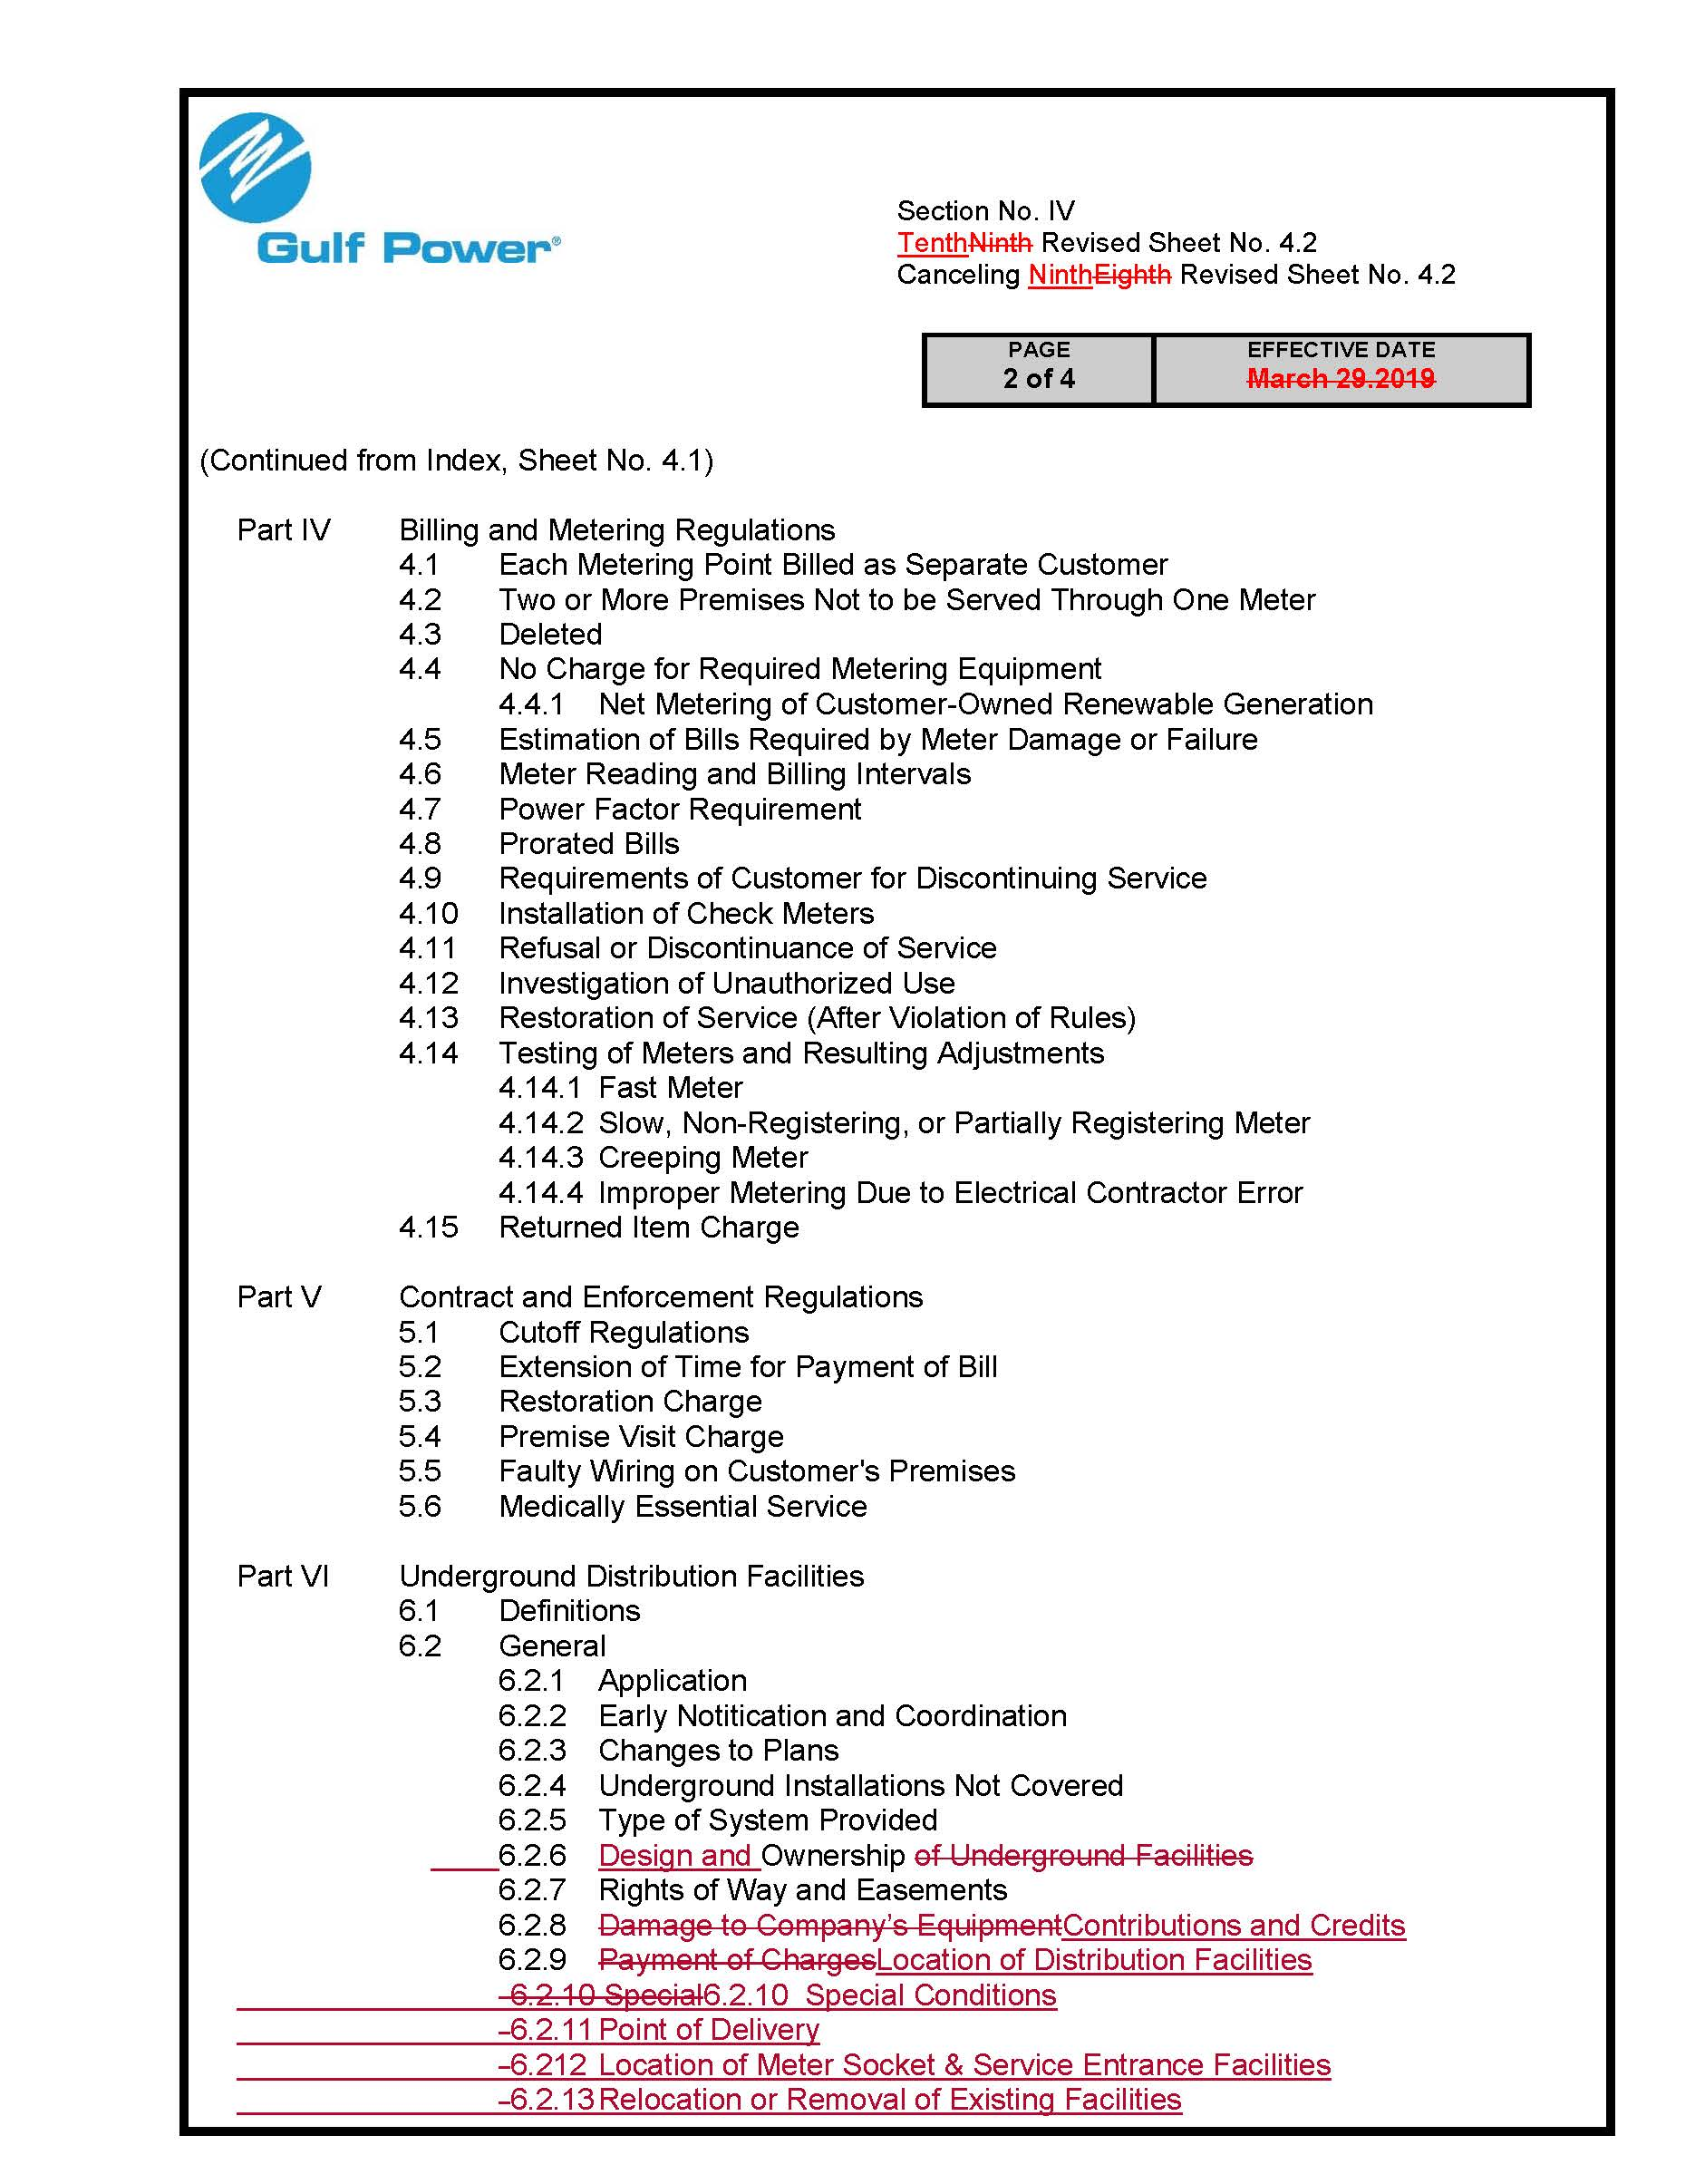 Gulf Power®
Section No. IV
TenthNinth Revised Sheet No. 4.2
Canceling NinthEighth Revised Sheet No. 4.2
PAGE
2 of 4
EFFECTIVE DATE
March 29.2019
(Continued from Index, Sheet No. 4.1)
Part IV Billing and Metering Regulations
4.1 Each Metering Point Billed as Separate Customer
4.2 Two or More Premises Not to be Served Through One Meter
4.3 Deleted
4.4 No Charge for Required Metering Equipment
4.4.1 Net Metering of Customer-Owned Renewable Generation
4.5 Estimation of Bills Required by Meter Damage or Failure
4.6 Meter Reading and Billing Intervals
4.7 Power Factor Requirement
4.8 Prorated Bills
4.9 Requirements of Customer for Discontinuing Service
4.10 Installation of Check Meters
4.11 Refusal or Discontinuance of Service
4.12 Investigation of Unauthorized Use
4.13 Restoration of Service (After Violation of Rules)
4.14 Testing of Meters and Resulting Adjustments
4.14.1 Fast Meter
4.14.2 Slow, Non-Registering, or Partially Registering Meter
4.14.3 Creeping Meter
4.14.4 Improper Metering Due to Electrical Contractor Error
4.15 Returned Item Charge
Part V Contract and Enforcement Regulations
5.1 Cutoff Regulations
5.2 Extension of Time for Payment of Bill
5.3 Restoration Charge
5.4 Premise Visit Charge
5.5 Faulty Wiring on Customer's Premises
5.6 Medically Essential Service
Part VI Underground Distribution Facilities
6.1 Definitions
6.2 General
6.2.1 Application
6.2.2 Early Notitication and Coordination
6.2.3 Changes to Plans
6.2.4 Underground Installations Not Covered
6.2.5 Type of System Provided
6.2.6 Design and Ownership of Underground Facilities
6.2.7 Rights of Way and Easements
6.2.8 Damage to Company’s EquipmentContributions and Credits
6.2.9 Payment of ChargesLocation of Distribution Facilities
6.2.10 Special6.2.10 Special Conditions
6.2.11 Point of Delivery
6.212 Location of Meter Socket & Service Entrance Facilities
6.2.13 Relocation or Removal of Existing Facilities